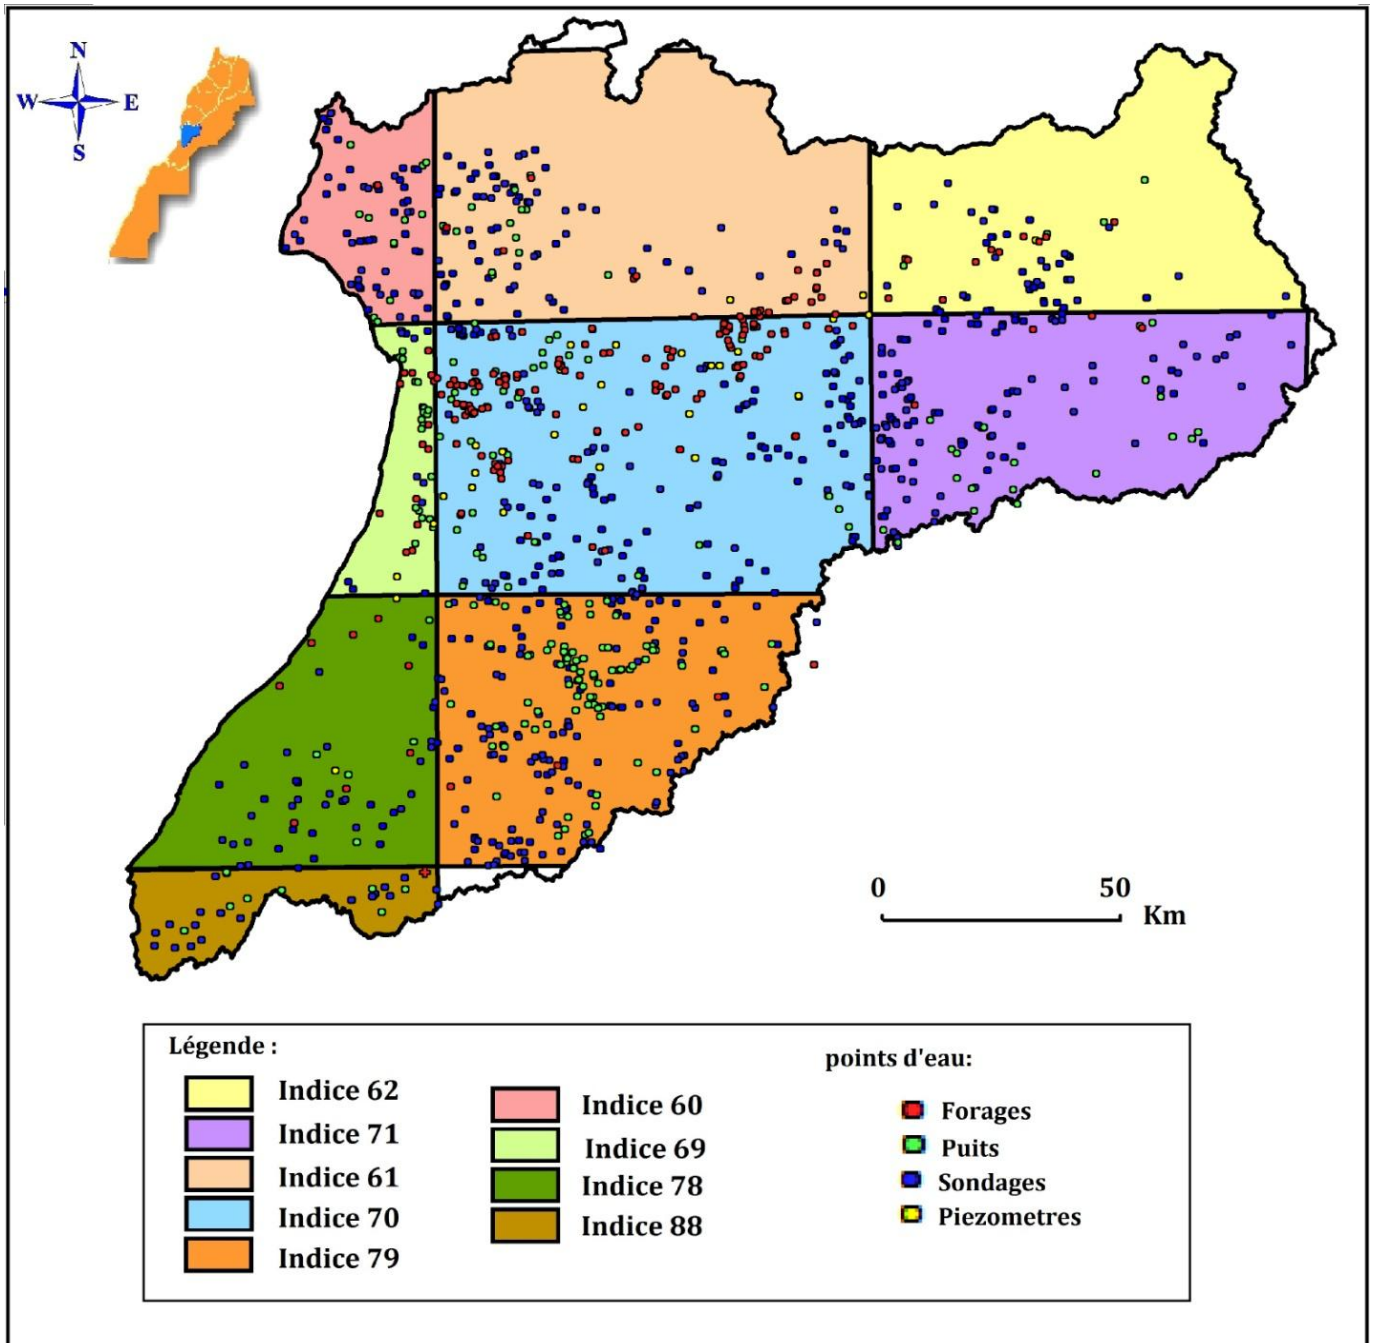 N
W E
S
0 50
Km
Légende :
Indice 62
Indice 71
Indice 61
Indice 70
Indice 79
Indice 60
Indice 69
Indice 78
Indice 88
points d'eau:
Forages
Puits
Sondages
Piezometres